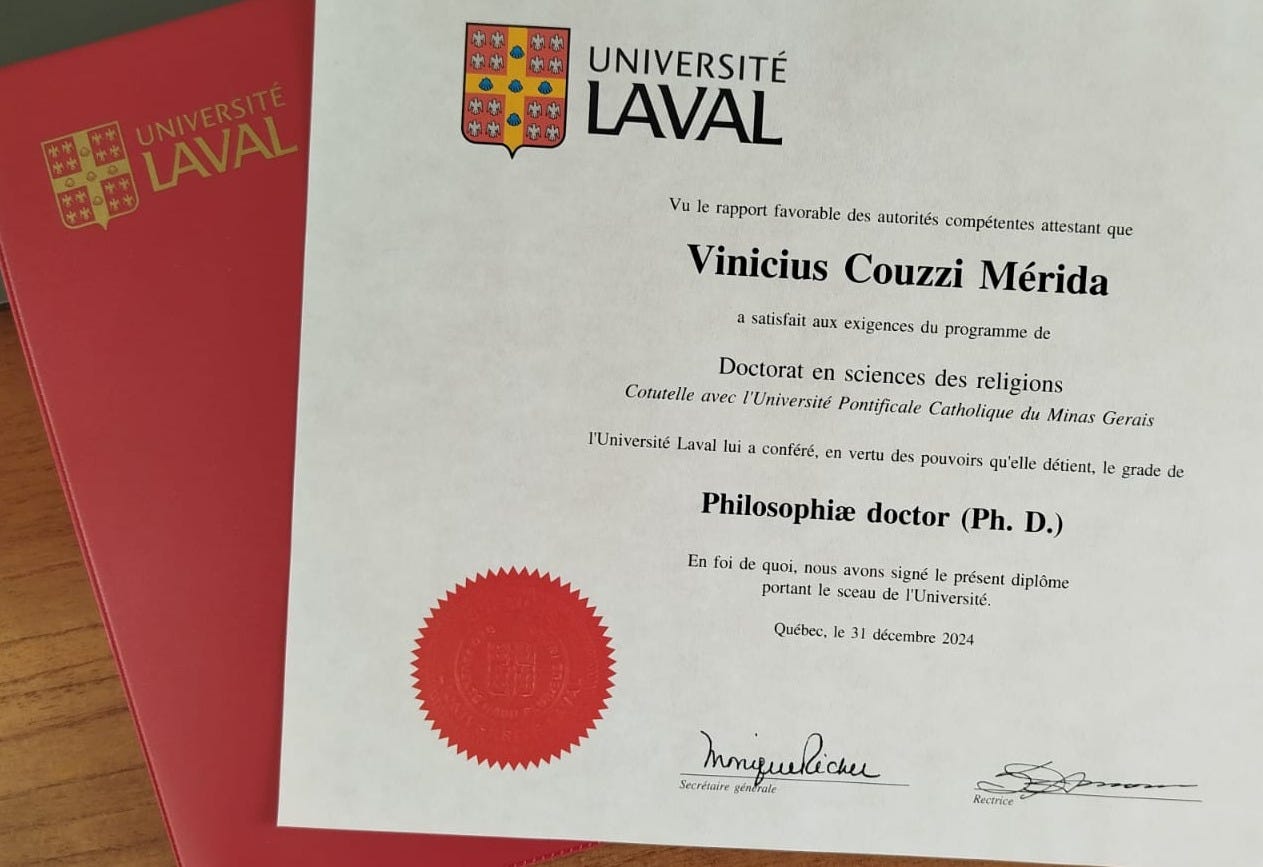 UNIVERSITÉ
LAVAL
UNIVERSITÉ
LAVAL
Vu le rapport favorable des autorités compétentes attestant que
Vinicius Couzzi Mérida
a satisfait aux exigences du programme de
Doctorat en sciences des religions
Cotutelle avec l'Université Pontificale Catholique du Minas Gerais
l'Université Laval lui a conféré, en vertu des pouvoirs qu'elle détient, le grade de
Philosophiæ doctor (Ph. D.)
En foi de quoi, nous avons signé le présent diplôme
portant le sceau de l'Université.
Québec, le 31 décembre 2024
Monique Richer
Secrétaire générale
Rectrice